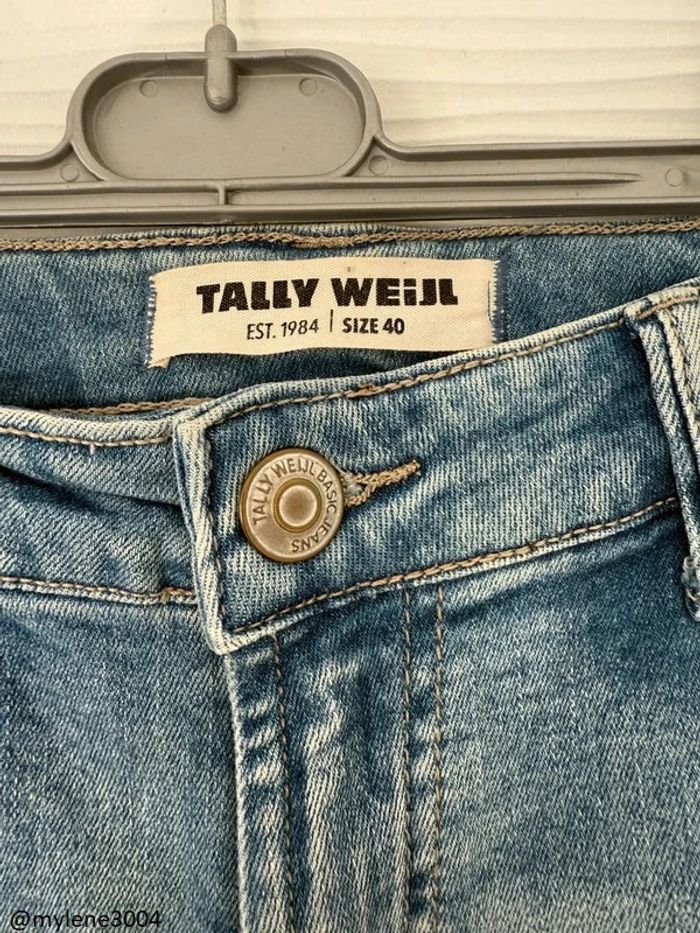 TALLY WEiJL
EST. 1984 | SIZE 40
TALLY WEIJL BASIC JEANS
@mylene3004